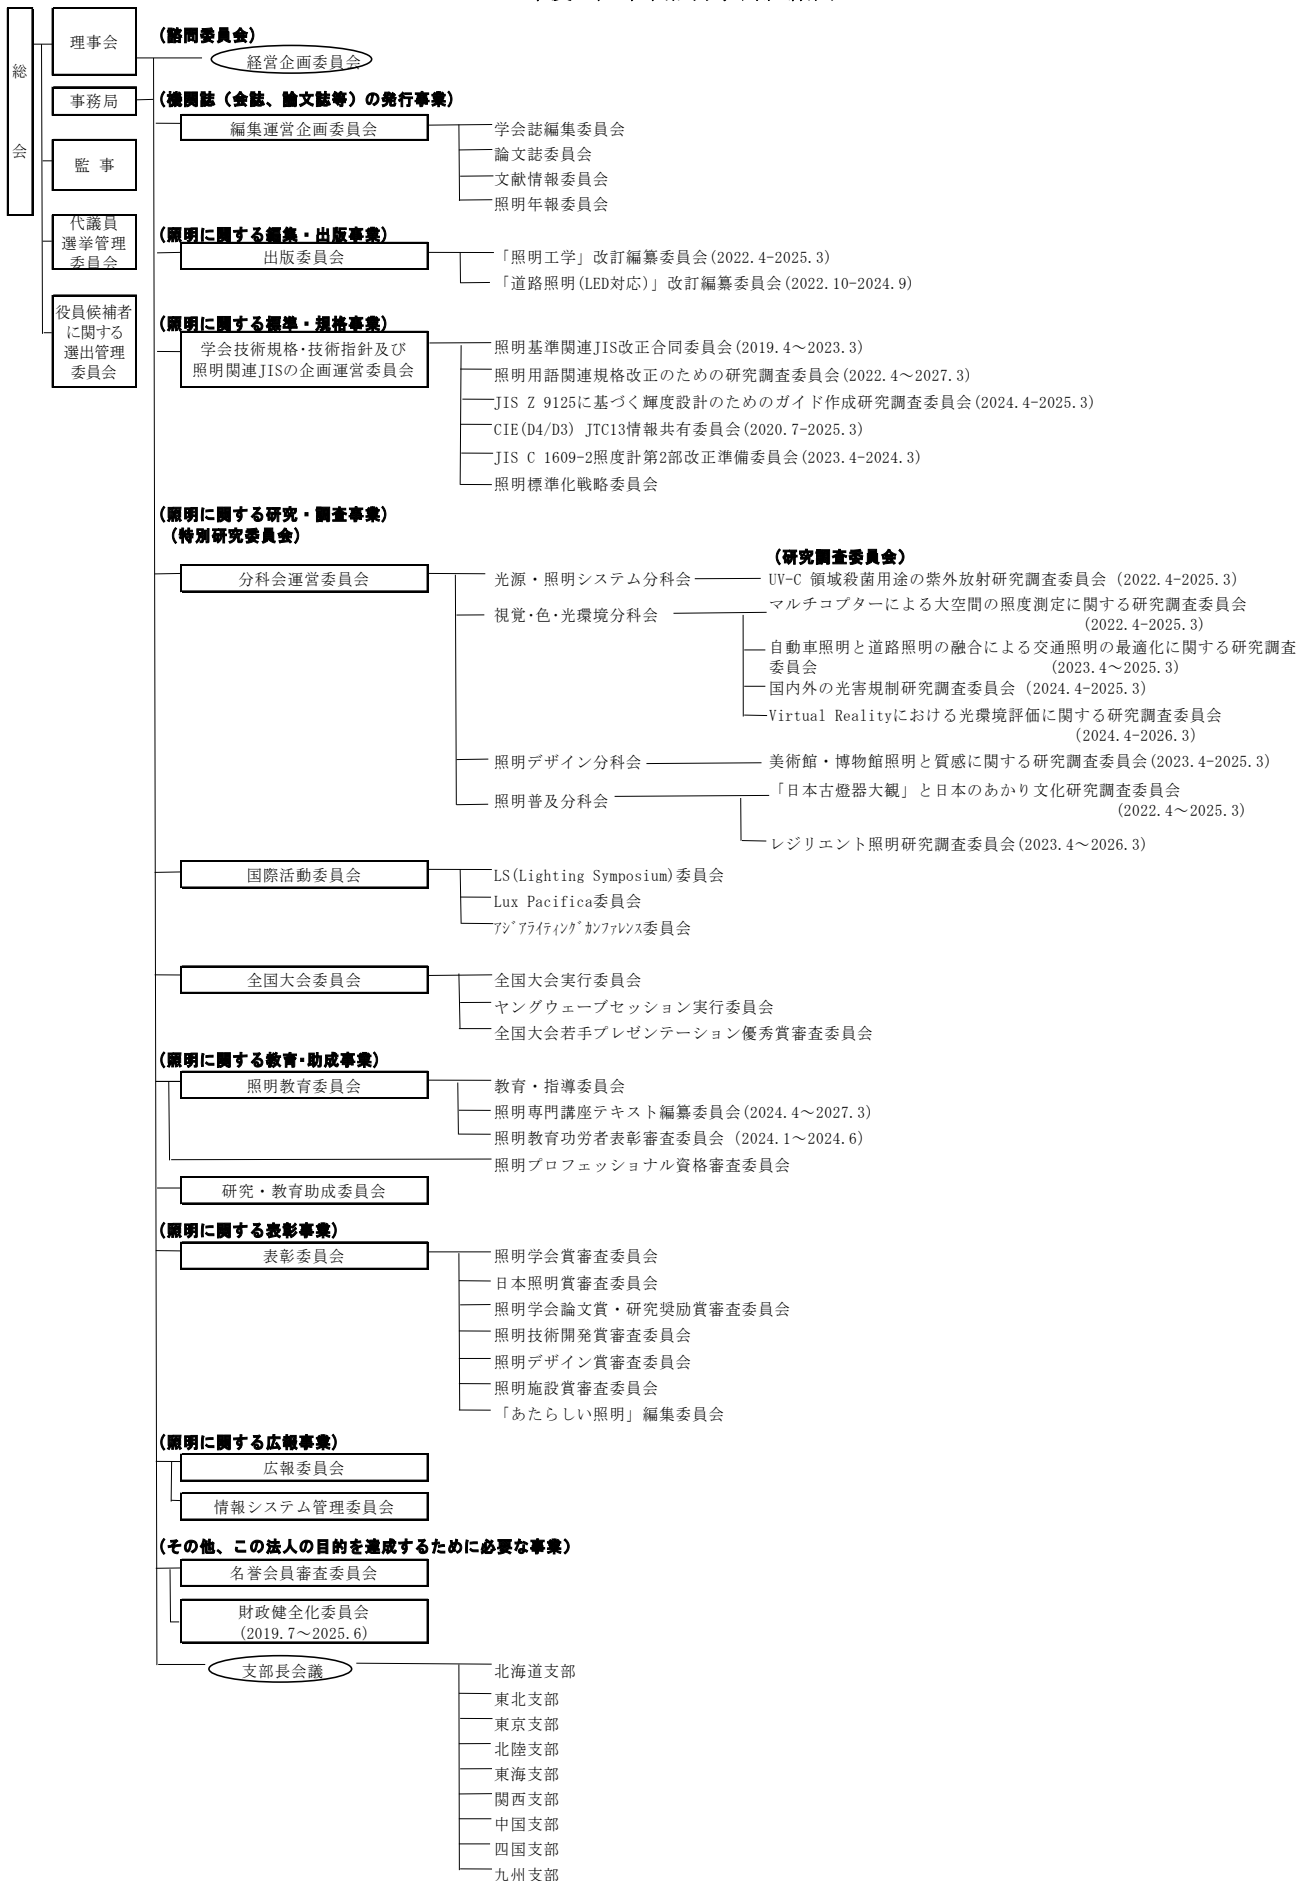 総
会
理事会
事務局
監 事
代議員
選挙管理
委員会
役員候補者
に関する
選出管理
委員会
(諮問委員会)
経営企画委員会
(機関誌（会誌、論文誌等）の発行事業)
編集運営企画委員会
学会誌編集委員会
論文誌委員会
文献情報委員会
照明年報委員会
(照明に関する編集・出版事業)
出版委員会
「照明工学」改訂編纂委員会(2022.4-2025.3)
「道路照明(LED対応)」改訂編纂委員会(2022.10-2024.9)
(照明に関する標準・規格事業)
学会技術規格・技術指針及び
照明関連JISの企画運営委員会
照明基準関連JIS改正合同委員会(2019.4～2023.3)
照明用語関連規格改正のための研究調査委員会(2022.4～2027.3)
JIS Z 9125に基づく輝度設計のためのガイド作成研究調査委員会(2024.4-2025.3)
CIE(D4/D3) JTC13情報共有委員会(2020.7-2025.3)
JIS C 1609-2照度計第2部改正準備委員会(2023.4-2024.3)
照明標準化戦略委員会
(照明に関する研究・調査事業)
(特別研究委員会)
(研究調査委員会)
分科会運営委員会
光源・照明システム分科会
UV-C 領域殺菌用途の紫外放射研究調査委員会 (2022.4-2025.3)
視覚・色・光環境分科会
マルチコプターによる大空間の照度測定に関する研究調査委員会
(2022.4-2025.3)
自動車照明と道路照明の融合による交通照明の最適化に関する研究調査
委員会 (2023.4～2025.3)
国内外の光害規制研究調査委員会 (2024.4-2025.3)
Virtual Realityにおける光環境評価に関する研究調査委員会
(2024.4-2026.3)
照明デザイン分科会
美術館・博物館照明と質感に関する研究調査委員会(2023.4-2025.3)
照明普及分科会
「日本古燈器大観」と日本のあかり文化研究調査委員会
(2022.4～2025.3)
レジリエント照明研究調査委員会(2023.4～2026.3)
国際活動委員会
LS(Lighting Symposium)委員会
Lux Pacifica委員会
ｱｼﾞｱﾗｲﾃｨﾝｸﾞｶﾝﾌｧﾚﾝｽ委員会
全国大会委員会
全国大会実行委員会
ヤングウェーブセッション実行委員会
全国大会若手プレゼンテーション優秀賞審査委員会
(照明に関する教育・助成事業)
照明教育委員会
教育・指導委員会
照明専門講座テキスト編纂委員会(2024.4～2027.3)
照明教育功労者表彰審査委員会 (2024.1～2024.6)
照明プロフェッショナル資格審査委員会
研究・教育助成委員会
(照明に関する表彰事業)
表彰委員会
照明学会賞審査委員会
日本照明賞審査委員会
照明学会論文賞・研究奨励賞審査委員会
照明技術開発賞審査委員会
照明デザイン賞審査委員会
照明施設賞審査委員会
「あたらしい照明」編集委員会
(照明に関する広報事業)
広報委員会
情報システム管理委員会
(その他、この法人の目的を達成するために必要な事業)
名誉会員審査委員会
財政健全化委員会
(2019.7～2025.6)
支部長会議
北海道支部
東北支部
東京支部
北陸支部
東海支部
関西支部
中国支部
四国支部
九州支部